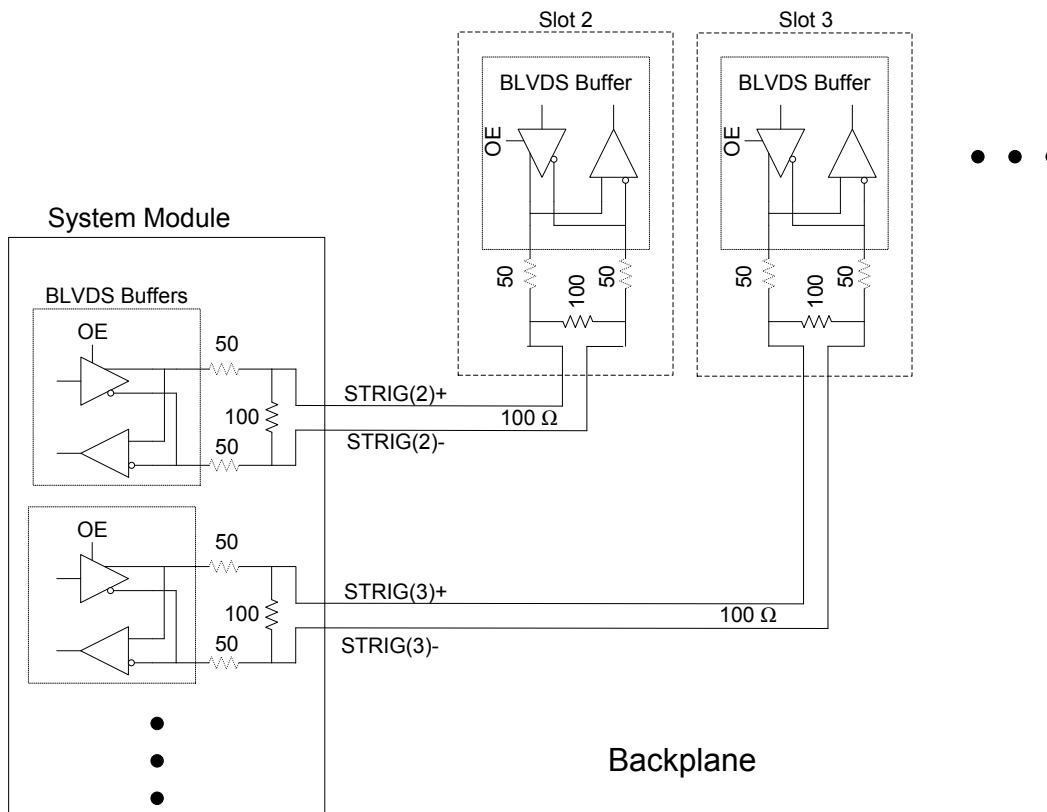 Slot 2
Slot 3
BLVDS Buffer
BLVDS Buffer
OE
OE
50
50
100
50
50
100
System Module
BLVDS Buffers
OE
50
100
50
STRIG(2)+
100 Ω
STRIG(2)-
OE
50
100
50
STRIG(3)+
100 Ω
STRIG(3)-
Backplane